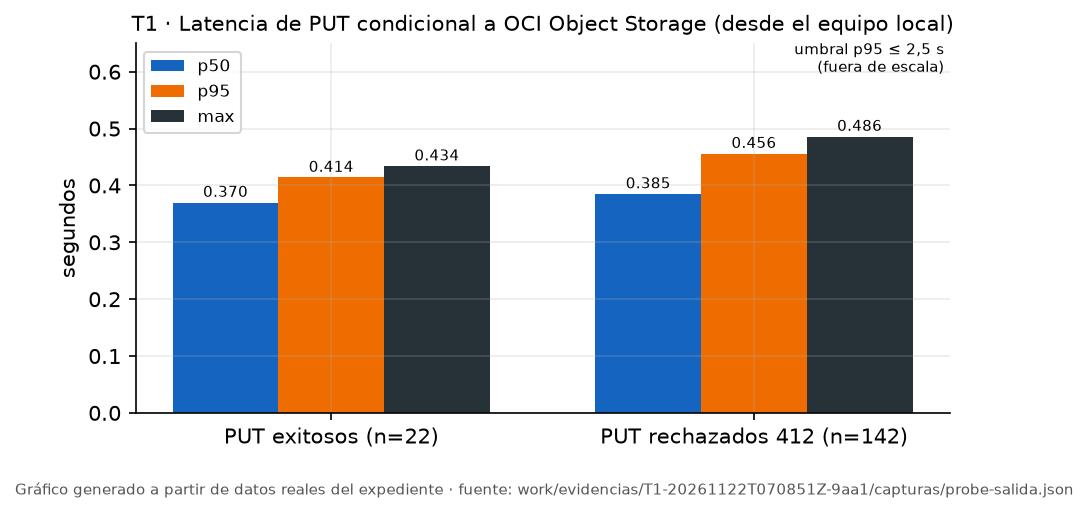 T1 · Latencia de PUT condicional a OCI Object Storage (desde el equipo local)
umbral p95 ≤ 2,5 s
(fuera de escala)
p50
p95
max
segundos
0.6
0.5
0.4
0.3
0.2
0.1
0.0
0.370
0.414
0.434
0.385
0.456
0.486
PUT exitosos (n=22)
PUT rechazados 412 (n=142)
Gráfico generado a partir de datos reales del expediente · fuente: work/evidencias/T1-20261122T070851Z-9aa1/capturas/probe-salida.json